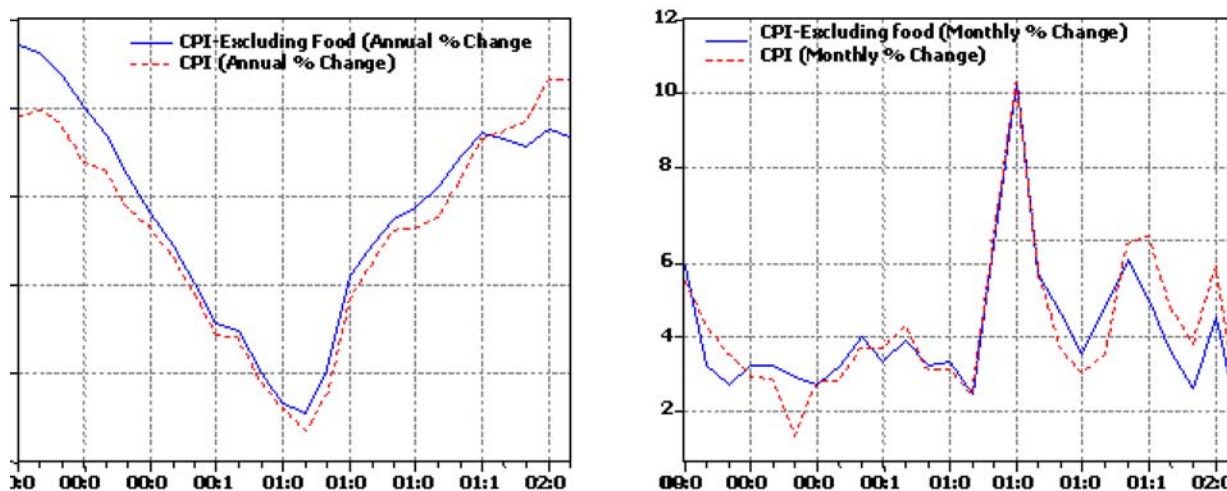 CPI-Excluding Food (Annual % Change
CPI (Annual % Change)
:0 00:0 00:0 00:1 01:0 01:0 01:0 01:1 02:0
12
CPI-Excluding food (Monthly % Change)
CPI (Monthly % Change)
10
8
6
4
2
00:0 00:0 00:0 00:1 01:0 01:0 01:0 01:1 02:0